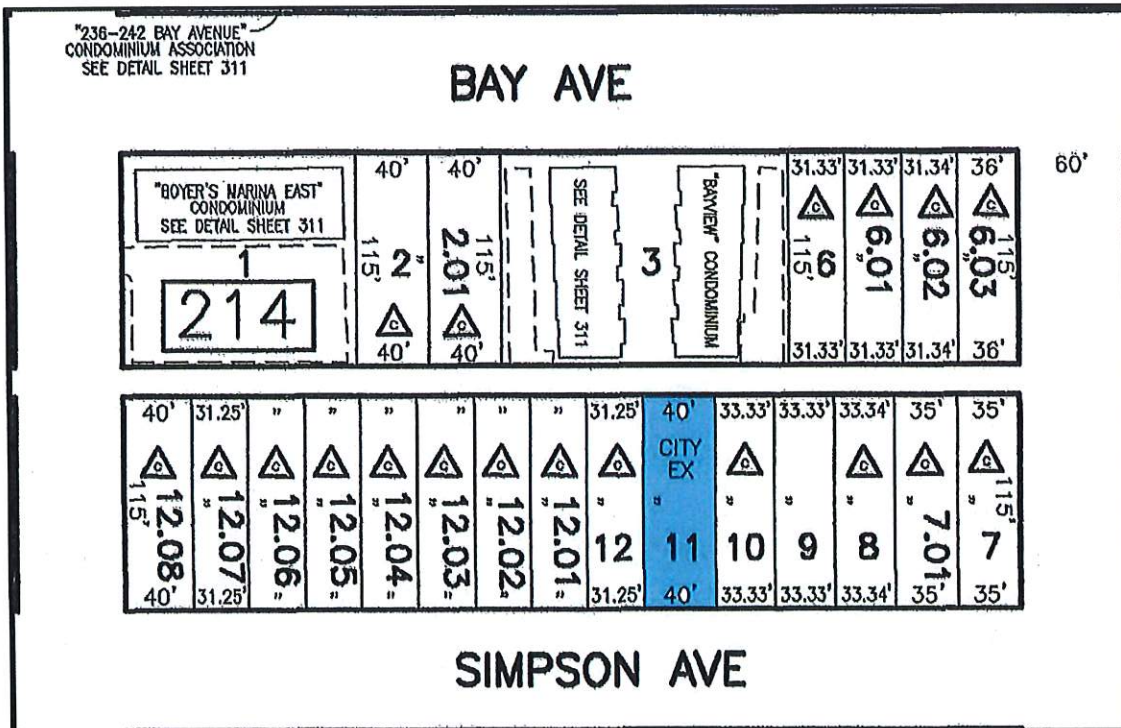 "236-242 BAY AVENUE"
CONDOMINIUM ASSOCIATION
SEE DETAIL SHEET 311
BAY AVE
60'
"BOYER'S MARINA EAST"
CONDOMINIUM
SEE DETAIL SHEET 311
1
214
40'
115'
2
"
C
40'
40'
115'
2.01
C
40'
SEE DETAIL SHEET 311
3
"BAYVIEW" CONDOMINIUM
31.33'
C
115'
6
31.33'
31.33'
C
6.01
"
31.33'
31.34'
C
6.02
"
31.34'
36'
C
6.03
"
115'
36'
40'
C
115'
12.08
40'
31.25'
C
"
12.07
31.25'
"
C
"
12.06
"
"
C
"
12.05
"
"
C
"
12.04
"
"
C
"
12.03
"
"
C
"
12.02
"
"
C
"
12.01
"
31.25'
C
"
12
31.25'
40'
CITY
EX
"
11
40'
33.33'
C
"
10
33.33'
33.33'
"
9
33.33'
33.34'
C
"
8
33.34'
35'
C
"
7.01
35'
35'
C
115'
"
7
35'
SIMPSON AVE